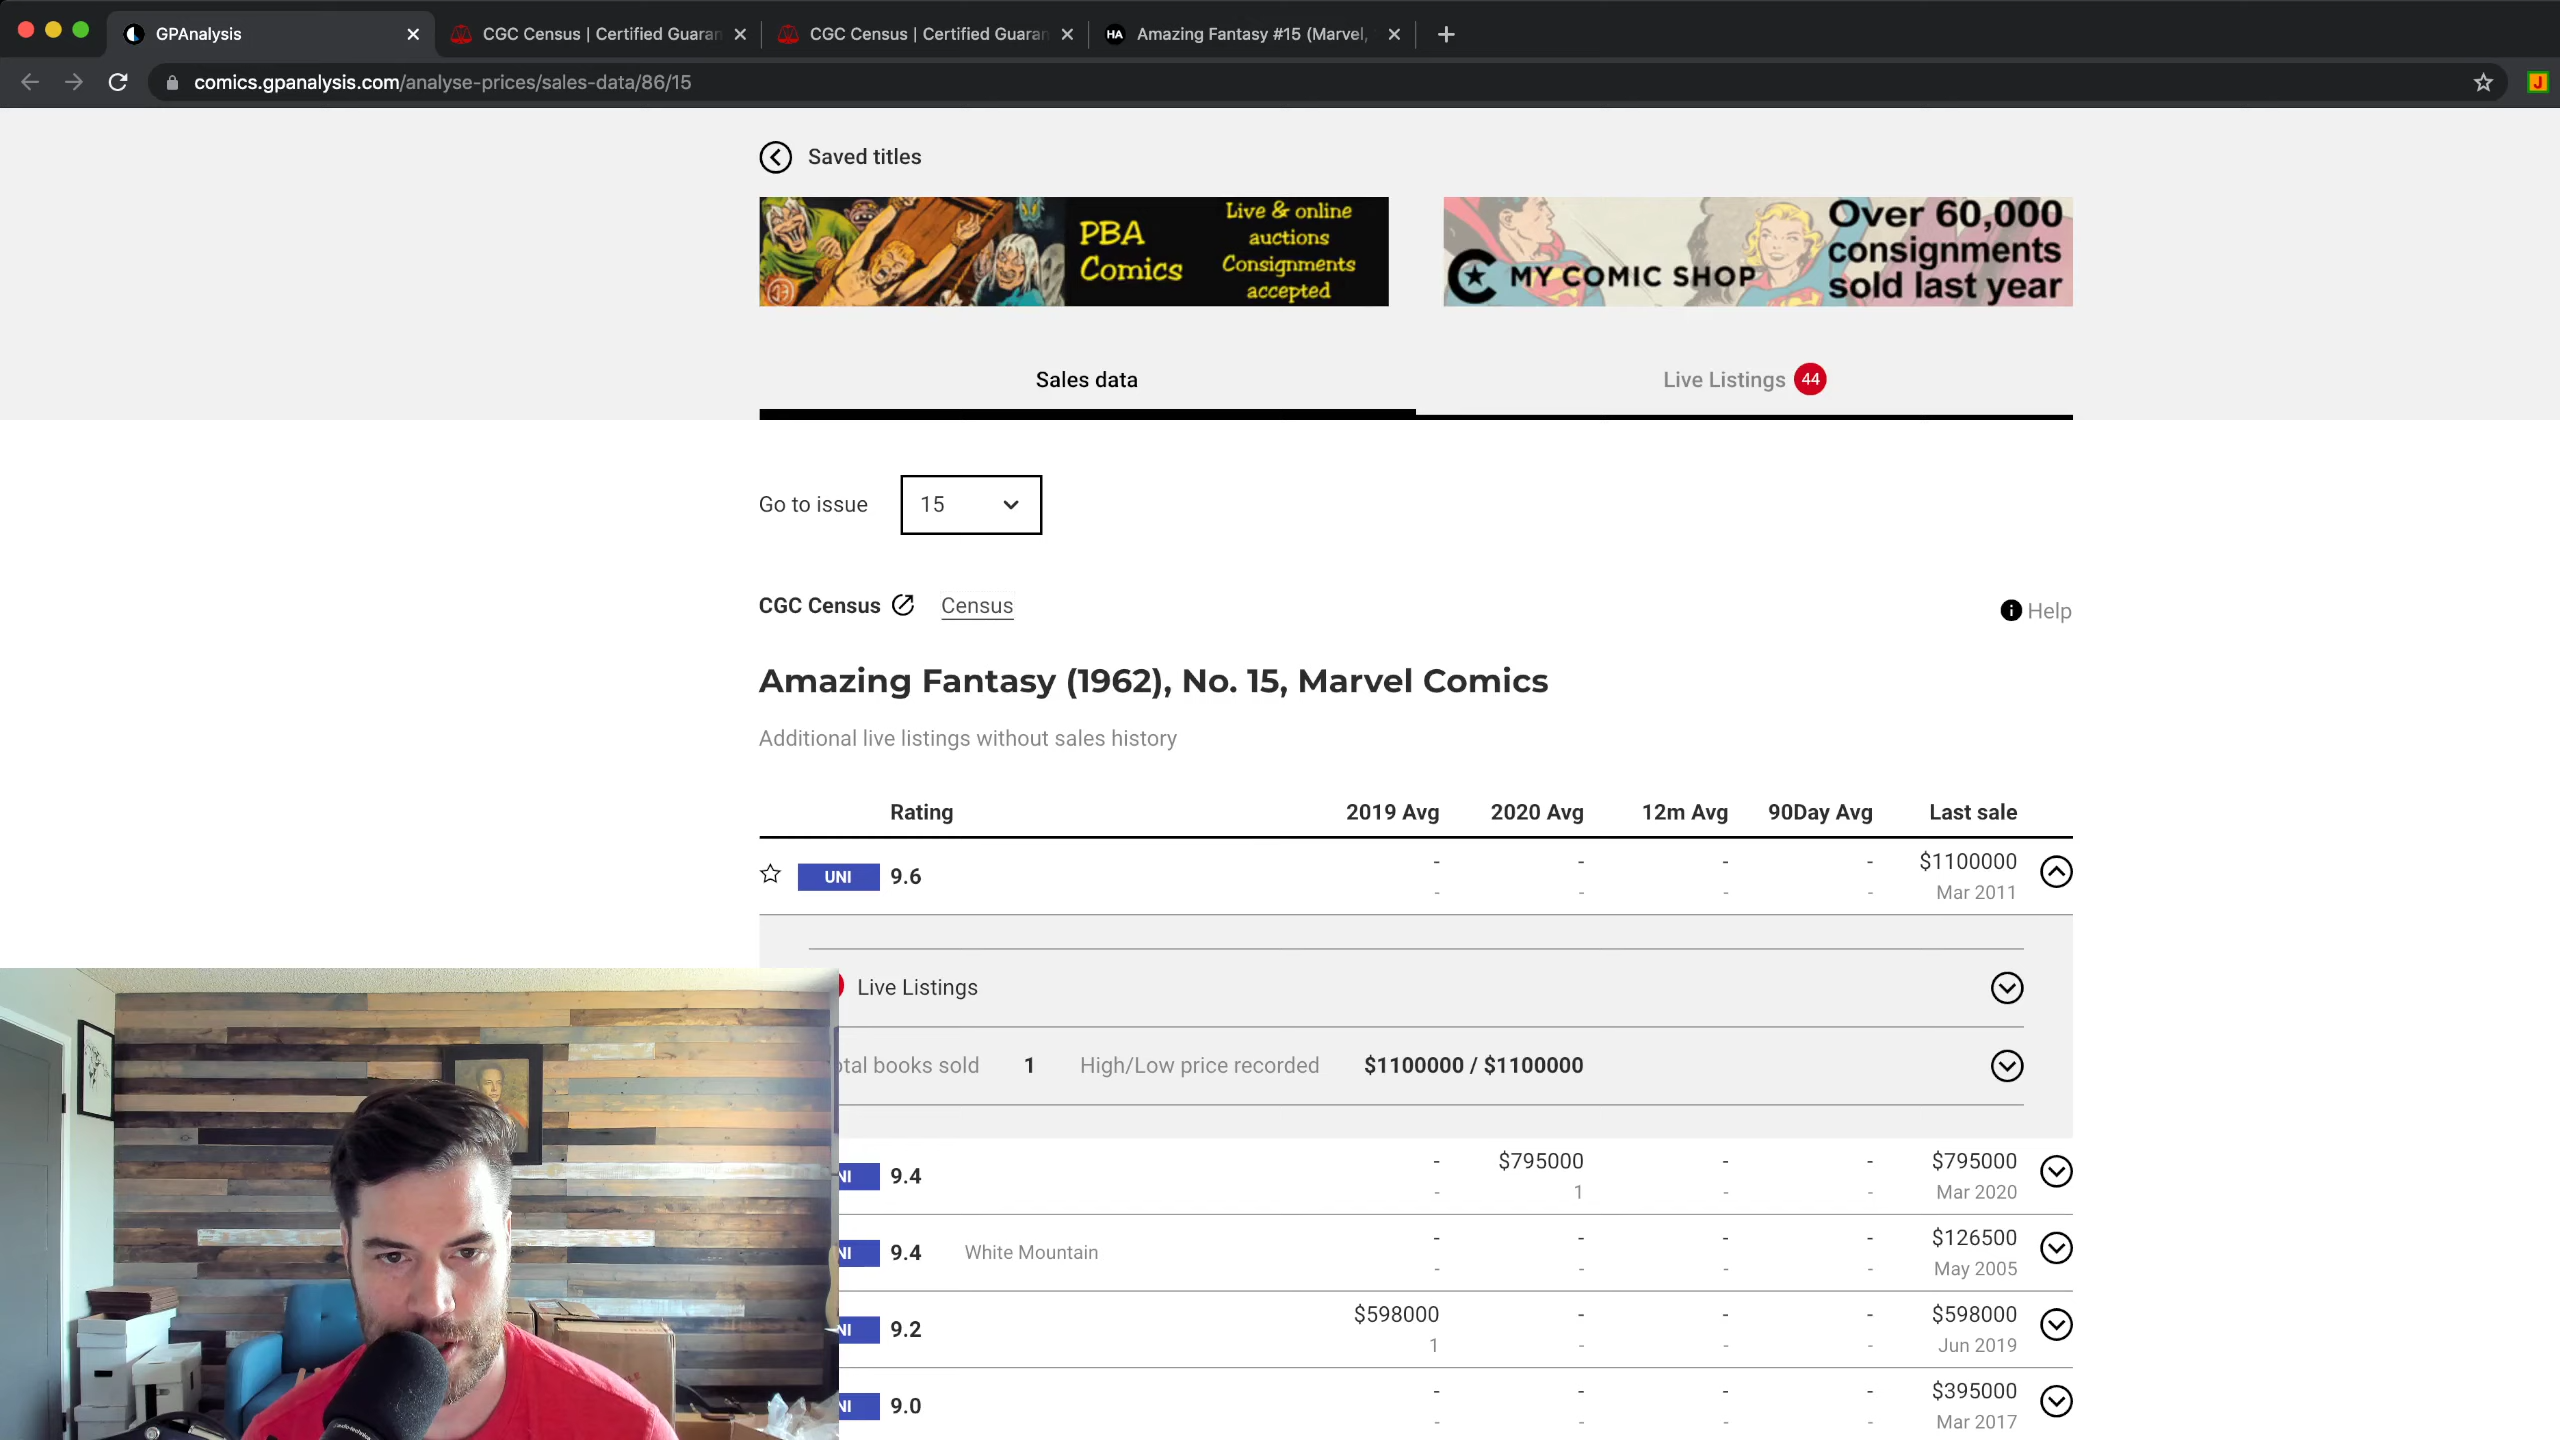 GPAnalysis
CGC Census | Certified Guaran
CGC Census | Certified Guaran
HA Amazing Fantasy #15 (Marvel,
comics.gpanalysis.com/analyse-prices/sales-data/86/15
J
Saved titles
PBA
Comics
Live & online
auctions
Consignments
accepted
MY COMIC SHOP
Over 60,000
consignments
sold last year
Sales data
Live Listings 44
Go to issue 15
CGC Census Census
Help
Amazing Fantasy (1962), No. 15, Marvel Comics
Additional live listings without sales history
Rating 2019 Avg 2020 Avg 12m Avg 90Day Avg Last sale
UNI 9.6 - - - - $1100000
- - - - Mar 2011
Live Listings
otal books sold 1 High/Low price recorded $1100000 / $1100000
NI 9.4 - $795000 - - $795000
- 1 - - Mar 2020
NI 9.4 White Mountain - - - - $126500
- - - - May 2005
NI 9.2 $598000 - - - $598000
1 - - - Jun 2019
NI 9.0 - - - - $395000
- - - - Mar 2017